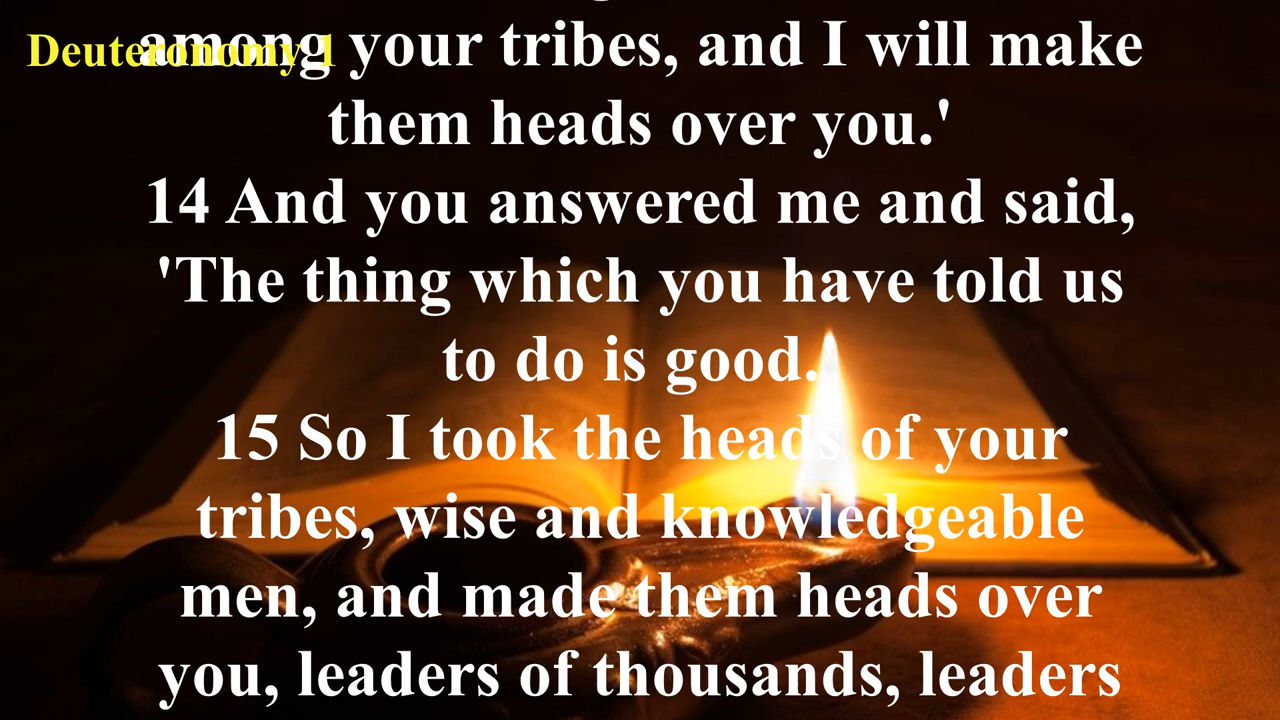 Deuteronomy 1
among your tribes, and I will make
them heads over you.'
14 And you answered me and said,
'The thing which you have told us
to do is good.
15 So I took the heads of your
tribes, wise and knowledgeable
men, and made them heads over
you, leaders of thousands, leaders